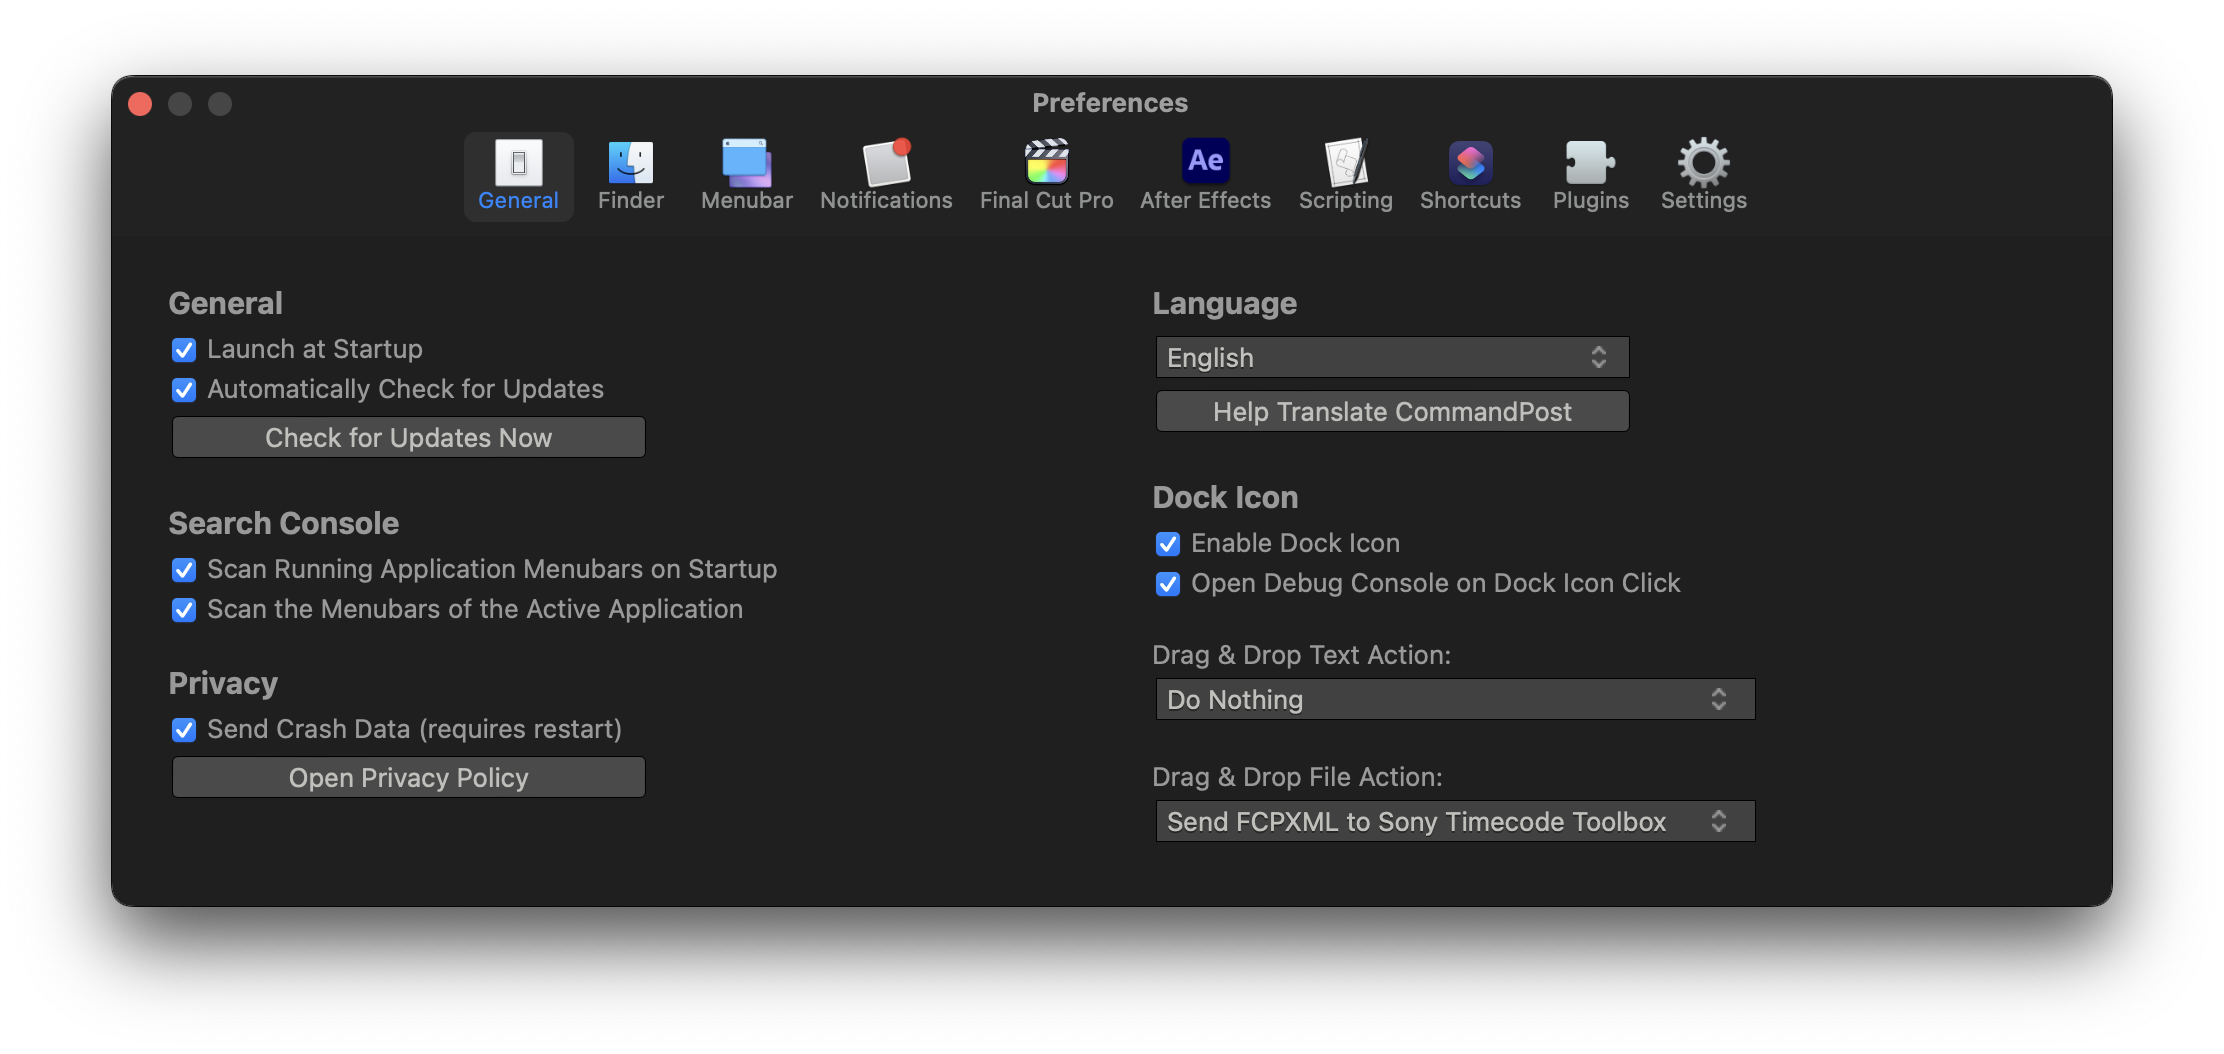 Preferences
General
Finder
Menubar
Notifications
Final Cut Pro
Ae
After Effects
Scripting
Shortcuts
Plugins
Settings
General
Launch at Startup
Automatically Check for Updates
Check for Updates Now
Search Console
Scan Running Application Menubars on Startup
Scan the Menubars of the Active Application
Privacy
Send Crash Data (requires restart)
Open Privacy Policy
Language
English
Help Translate CommandPost
Dock Icon
Enable Dock Icon
Open Debug Console on Dock Icon Click
Drag & Drop Text Action:
Do Nothing
Drag & Drop File Action:
Send FCPXML to Sony Timecode Toolbox